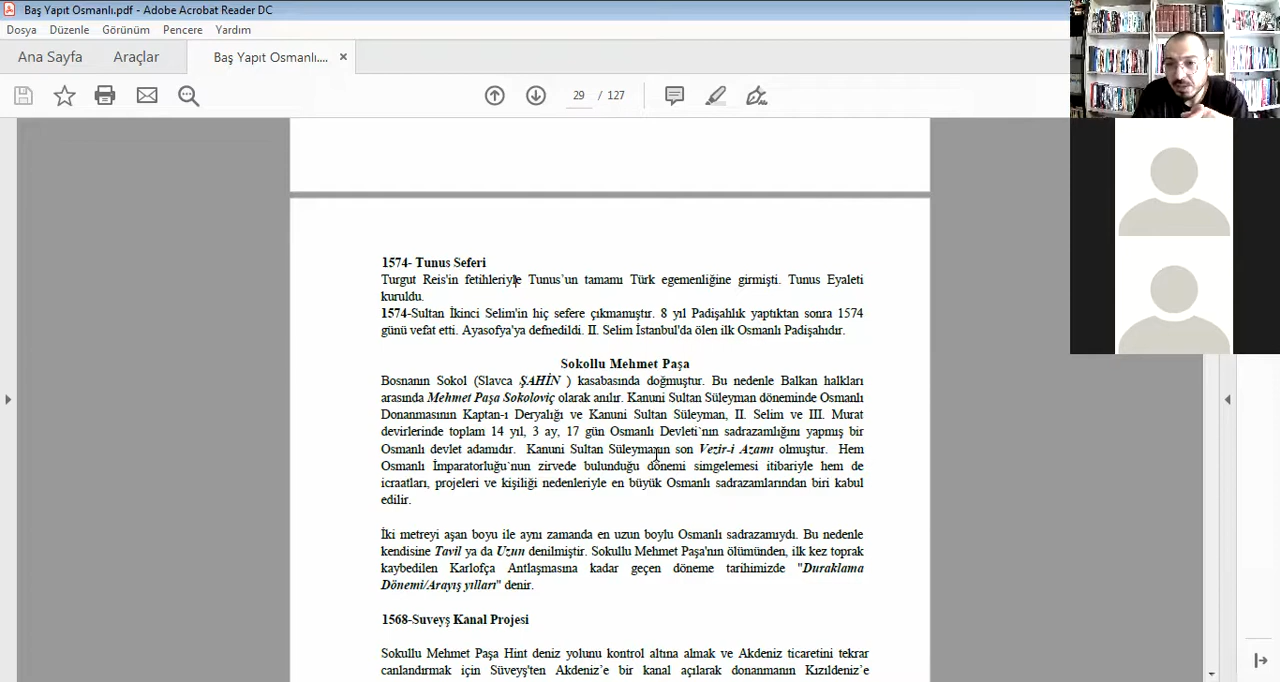 Baş Yapıt Osmanlı.pdf - Adobe Acrobat Reader DC
Dosya Düzenle Görünüm Pencere Yardım
Ana Sayfa Araçlar Baş Yapıt Osmanlı.... ×
29 / 127
1574- Tunus Seferi
Turgut Reis'in fetihleriyle Tunus'un tamamı Türk egemenliğine girmişti. Tunus Eyaleti
kuruldu.
1574-Sultan İkinci Selim'in hiç sefere çıkmamıştır. 8 yıl Padişahlık yaptıktan sonra 1574
günü vefat etti. Ayasofya'ya defnedildi. II. Selim İstanbul'da ölen ilk Osmanlı Padişahıdır.
Sokollu Mehmet Paşa
Bosnanın Sokol (Slavca ŞAHİN ) kasabasında doğmuştur. Bu nedenle Balkan halkları
arasında Mehmet Paşa Sokoloviç olarak anılır. Kanuni Sultan Süleyman döneminde Osmanlı
Donanmasının Kaptan-ı Deryalığı ve Kanuni Sultan Süleyman, II. Selim ve III. Murat
devirlerinde toplam 14 yıl, 3 ay, 17 gün Osmanlı Devleti`nın sadrazamlığını yapmış bir
Osmanlı devlet adamıdır. Kanuni Sultan Süleymanın son Vezir-i Azamı olmuştur. Hem
Osmanlı İmparatorluğu`nun zirvede bulunduğu dönemi simgelemesi itibariyle hem de
icraatları, projeleri ve kişiliği nedenleriyle en büyük Osmanlı sadrazamlarından biri kabul
edilir.
İki metreyi aşan boyu ile aynı zamanda en uzun boylu Osmanlı sadrazamıydı. Bu nedenle
kendisine Tavil ya da Uzun denilmiştir. Sokullu Mehmet Paşa'nın ölümünden, ilk kez toprak
kaybedilen Karlofça Antlaşmasına kadar geçen döneme tarihimizde "Duraklama
Dönemi/Arayış yılları" denir.
1568-Suveyş Kanal Projesi
Sokullu Mehmet Paşa Hint deniz yolunu kontrol altına almak ve Akdeniz ticaretini tekrar
canlandırmak için Süveyş'ten Akdeniz'e bir kanal açılarak donanmanın Kızıldeniz'e